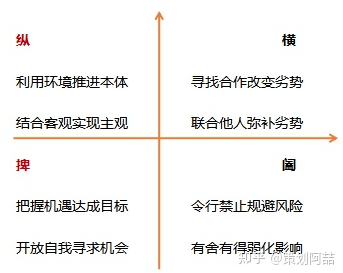 纵
横
利用环境推进本体
寻找合作改变劣势
结合客观实现主观
联合他人弥补劣势
捭
阖
把握机遇达成目标
令行禁止规避风险
开放自我寻求机会
有舍有得弱化影响
知乎 @策划阿喆